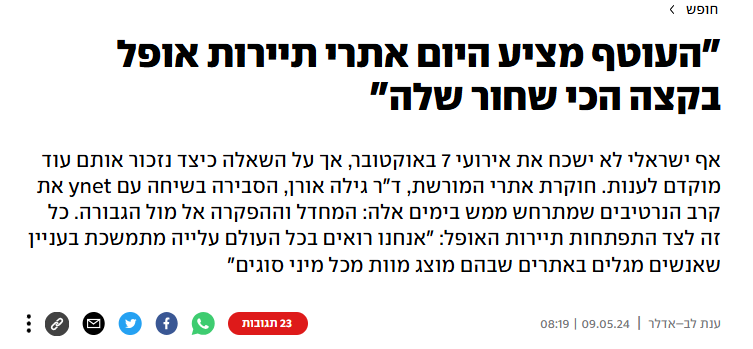 חופש
"העוטף מציע היום אתרי תיירות אופל
בקצה הכי שחור שלה"
אף ישראלי לא ישכח את אירועי 7 באוקטובר, אך על השאלה כיצד נזכור אותם עוד
מוקדם לענות. חוקרת אתרי המורשת, ד"ר גילה אורן, הסבירה בשיחה עם ynet את
קרב הנרטיבים שמתרחש ממש בימים אלה: המחדל וההפקרה אל מול הגבורה. כל
זה לצד התפתחות תיירות האופל: "אנחנו רואים בכל העולם עלייה מתמשכת בעניין
שאנשים מגלים באתרים שבהם מוצג מוות מכל מיני סוגים"
ענת לב-אדלר | 09.05.24 | 08:19
23 תגובות